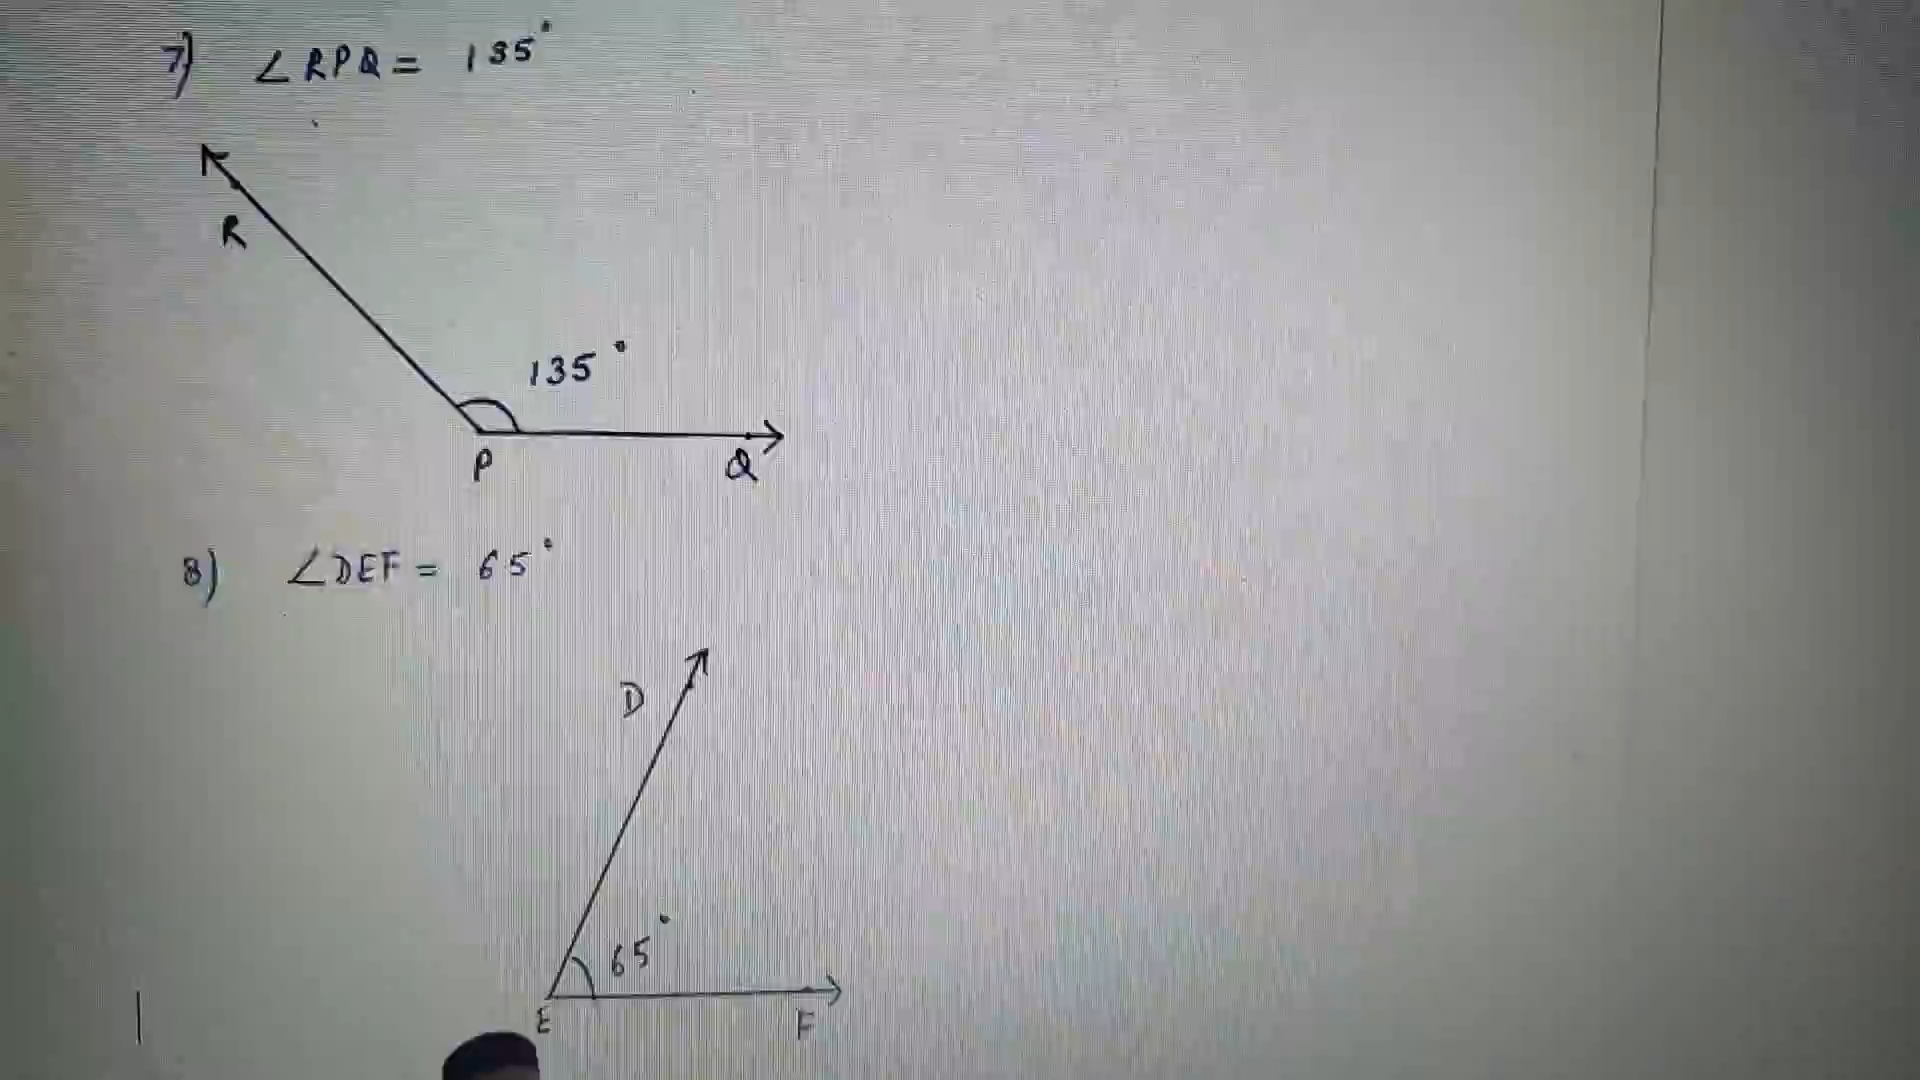 7) ∠RPQ = 135°
R
135°
P Q
8) ∠DEF = 65°
D
65°
E F